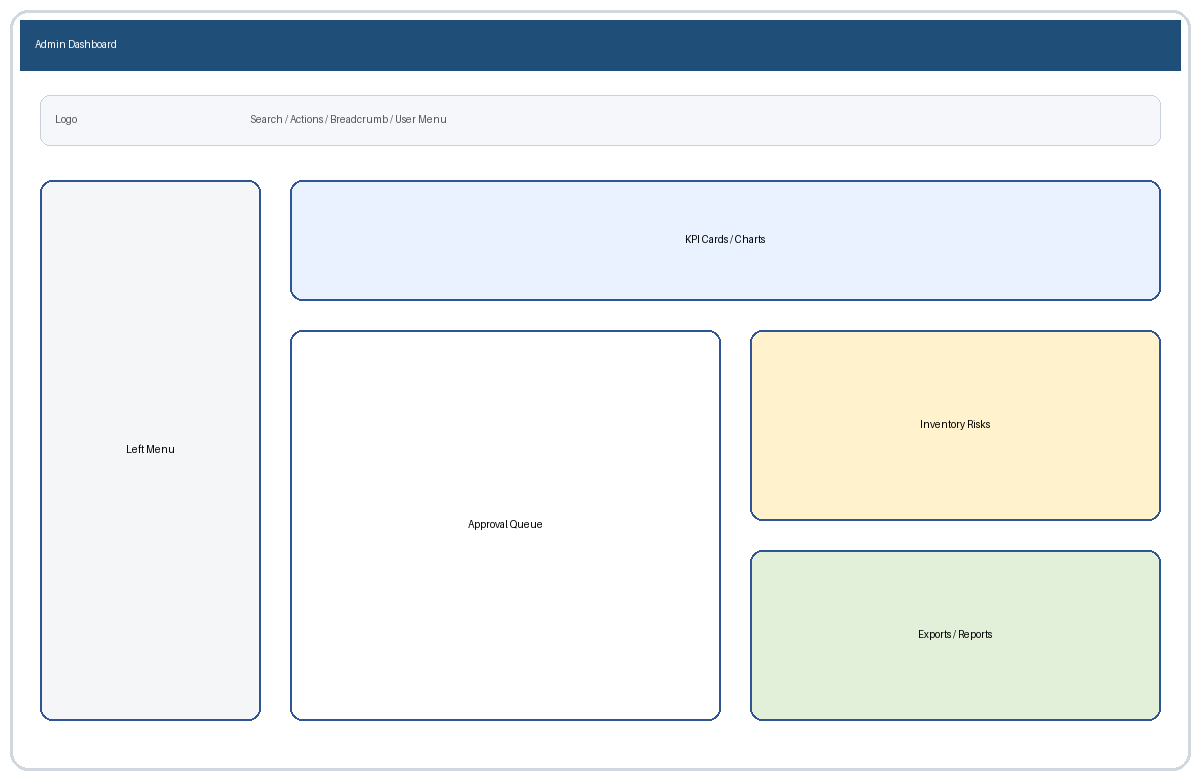 Admin Dashboard
Logo
Search / Actions / Breadcrumb / User Menu
Left Menu
KPI Cards / Charts
Approval Queue
Inventory Risks
Exports / Reports